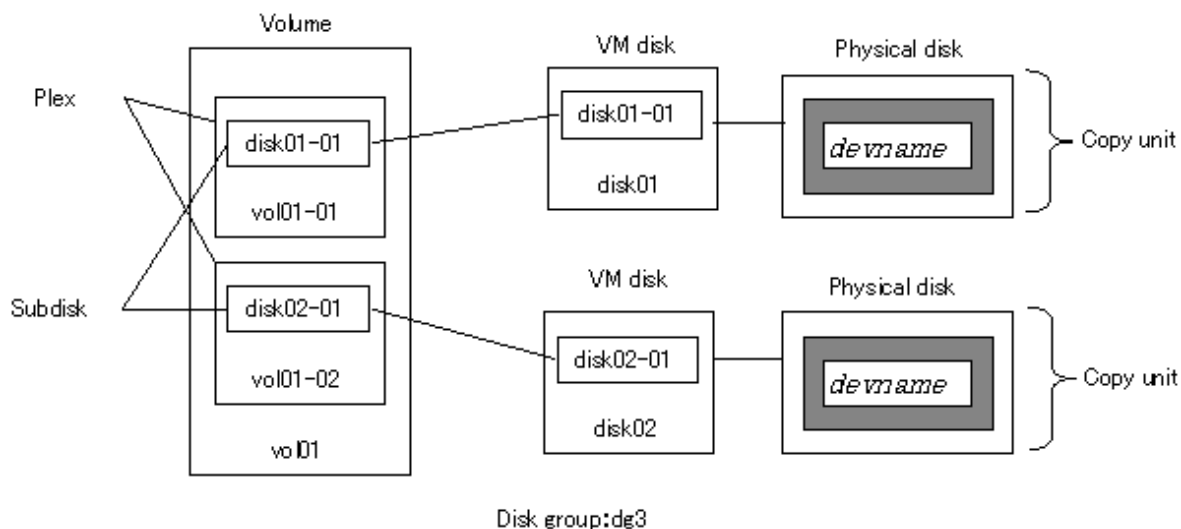 Volume
VM disk
Physical disk
Plex
disk01-01
disk01-01
devname
Copy unit
disk01
vol01-01
VM disk
Physical disk
Subdisk
disk02-01
disk02-01
devname
Copy unit
vol01-02
disk02
vol01
Disk group:dg3